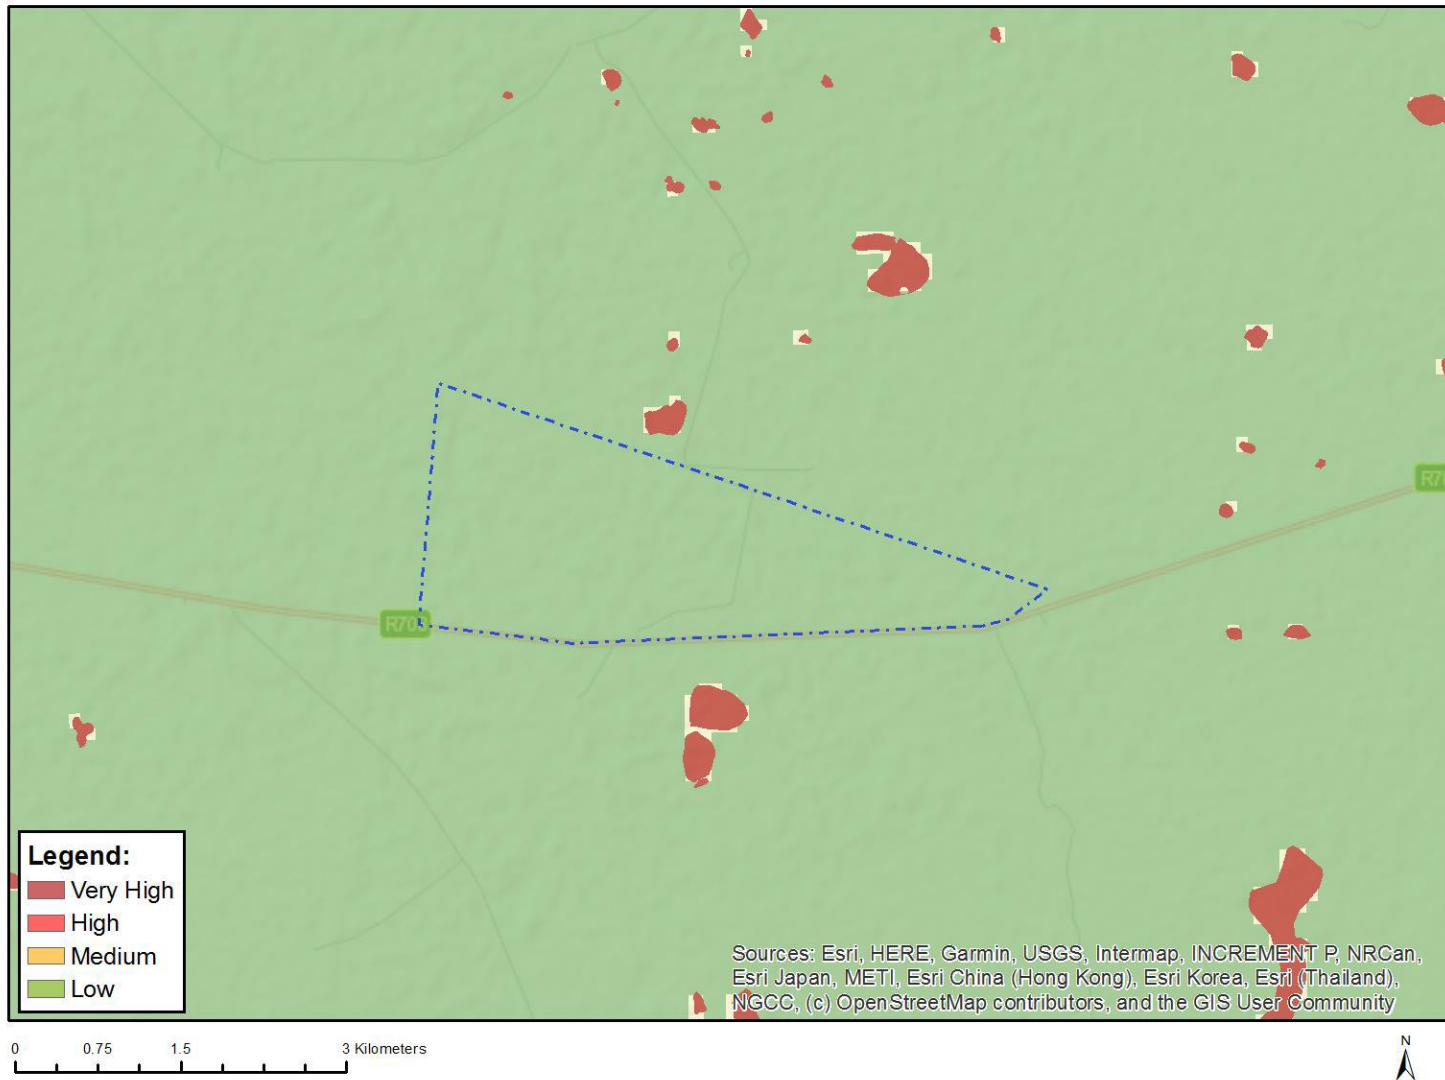 R70
R70
Legend:
Very High
High
Medium
Low
Sources: Esri, HERE, Garmin, USGS, Intermap, INCREMENT P, NRCan,
Esri Japan, METI, Esri China (Hong Kong), Esri Korea, Esri (Thailand),
NGCC, (c) OpenStreetMap contributors, and the GIS User Community
0 0.75 1.5 3 Kilometers
N